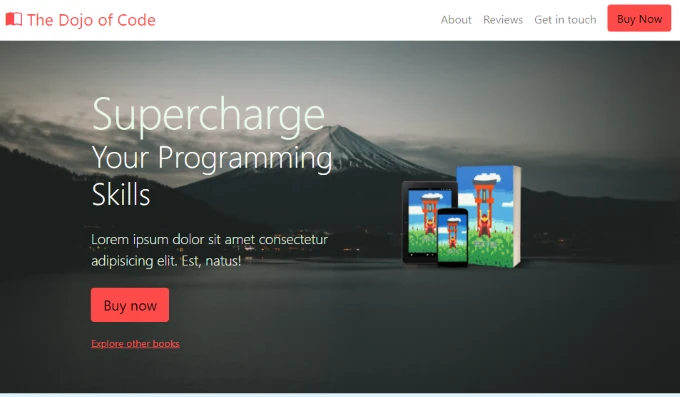 The Dojo of Code
About Reviews Get in touch Buy Now
Supercharge
Your Programming
Skills
Lorem ipsum dolor sit amet consectetur
adipisicing elit. Est, natus!
Buy now
Explore other books